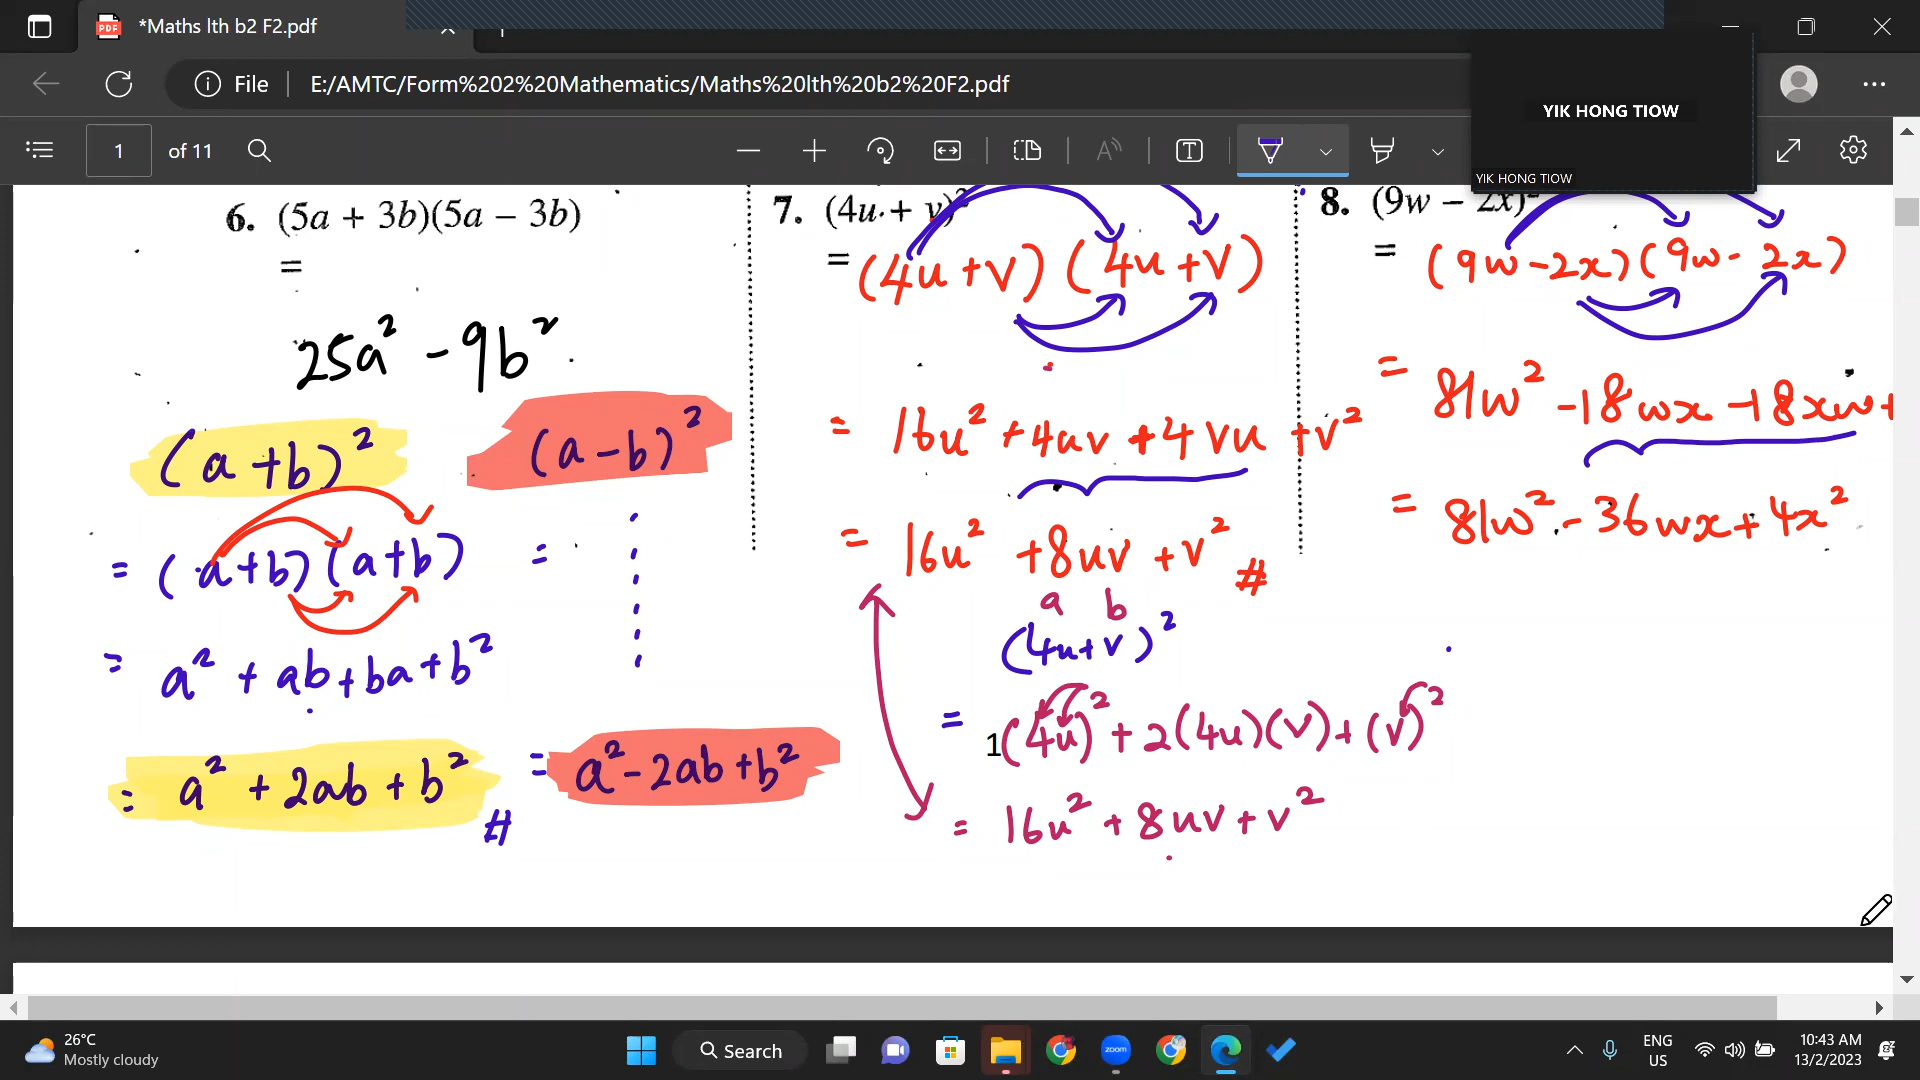 *Maths lth b2 F2.pdf
File
E:/AMTC/Form%202%20Mathematics/Maths%20lth%20b2%20F2.pdf
YIK HONG TIOW
YIK HONG TIOW
1 of 11
6. (5a + 3b)(5a − 3b)
=
25a² - 9b²
(a+b)²
= (a+b)(a+b)
= a² + ab + ba + b²
= a² + 2ab + b² #
(a-b)²
=
= a² - 2ab + b²
7. (4u + v)²
= (4u+v)(4u+v)
= 16u² + 4uv + 4vu + v²
= 16u² + 8uv + v² #
a b
(4u+v)²
= 1(4u)² + 2(4u)(v) + (v)²
= 16u² + 8uv + v²
8. (9w − 2x)²
= (9w-2x)(9w-2x)
= 81w² - 18wx - 18xw +
= 81w² - 36wx + 4x²
26°C
Mostly cloudy
Search
zoom
ENG
US
10:43 AM
13/2/2023